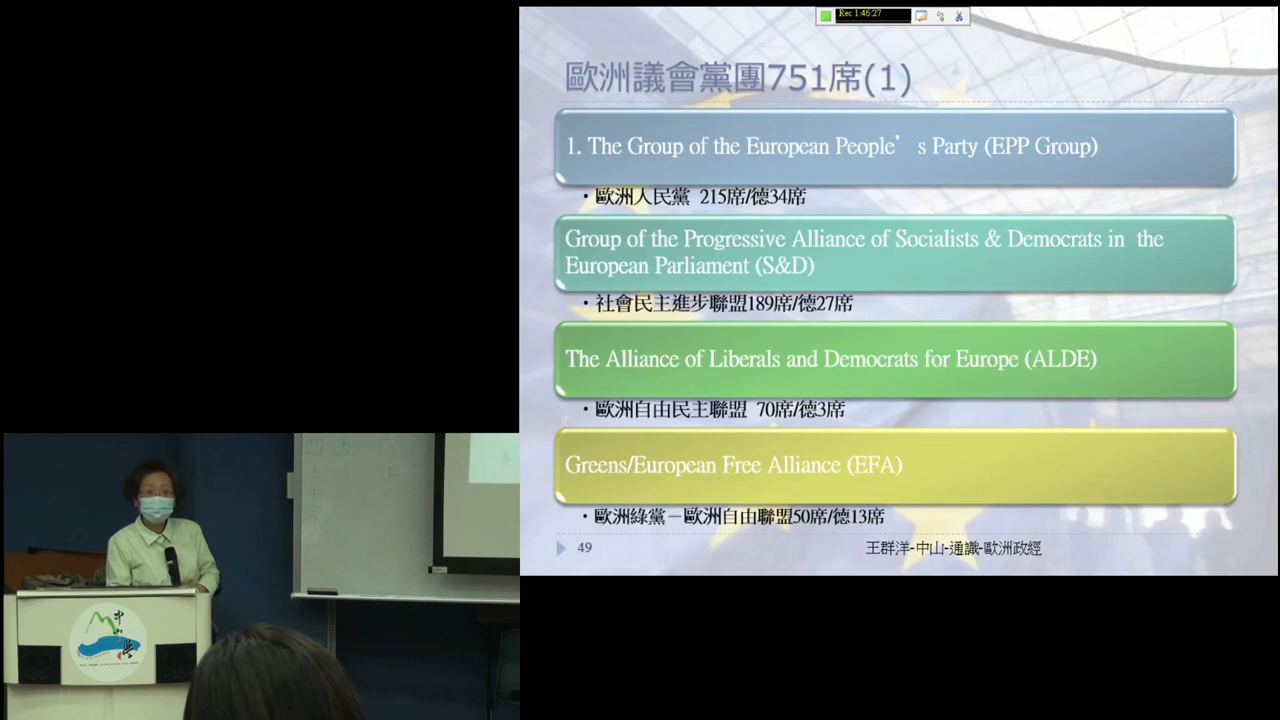 Rec 1:46:27
歐洲議會黨團751席(1)
1. The Group of the European People’s Party (EPP Group)
・歐洲人民黨 215席/德34席
Group of the Progressive Alliance of Socialists & Democrats in the
European Parliament (S&D)
・社會民主進步聯盟189席/德27席
The Alliance of Liberals and Democrats for Europe (ALDE)
・歐洲自由民主聯盟 70席/德3席
Greens/European Free Alliance (EFA)
・歐洲綠黨－歐洲自由聯盟50席/德13席
49
王群洋-中山-通識-歐洲政經
四 五 六
中山
學